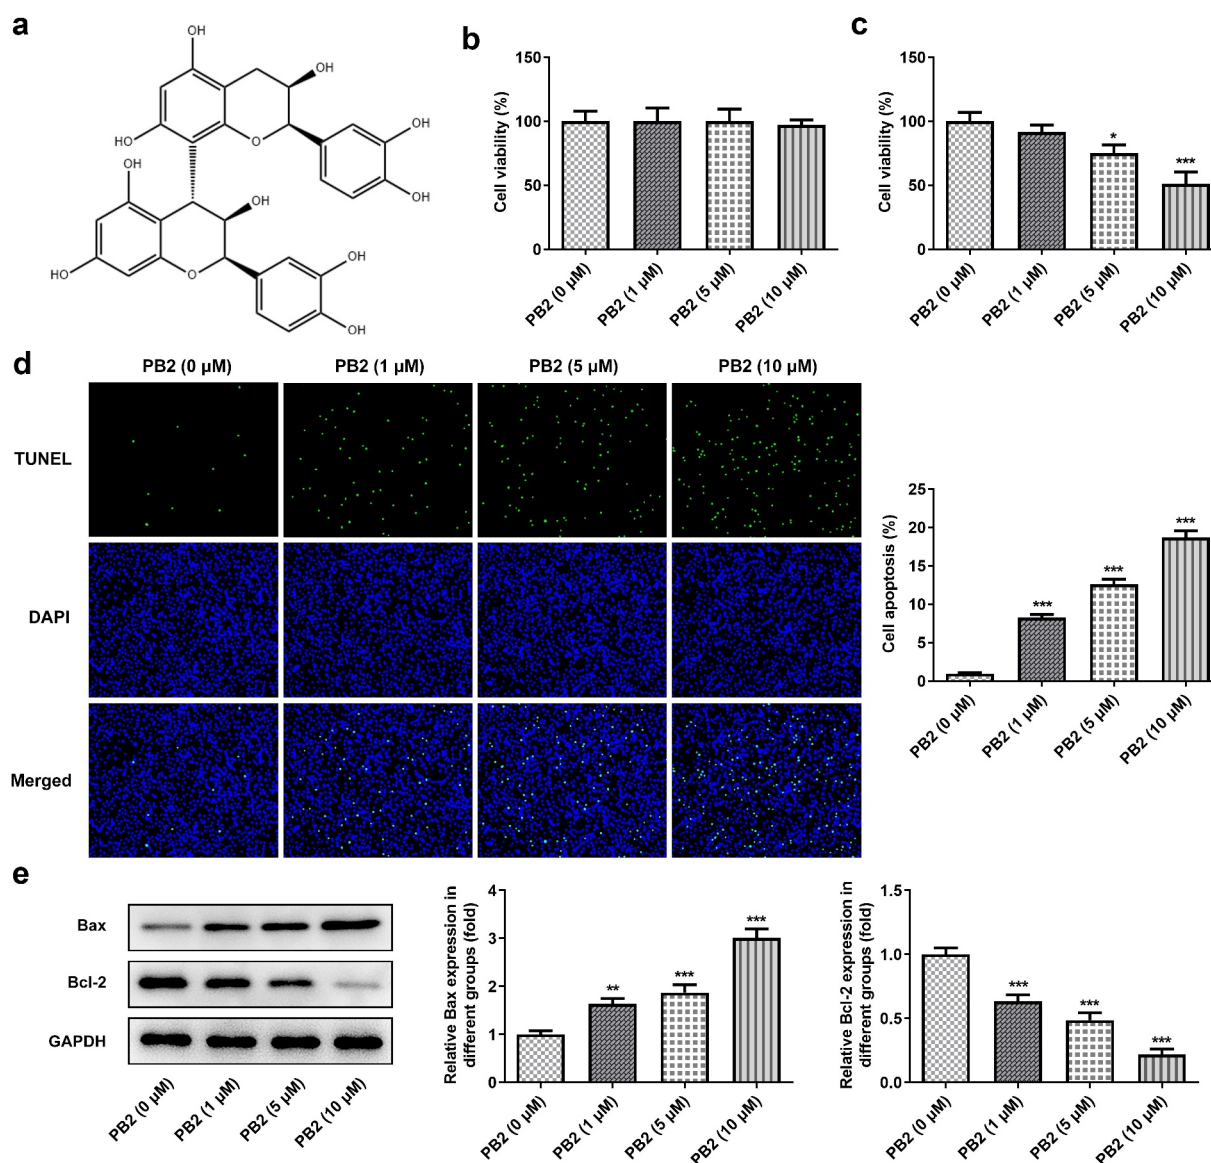 a
OH
OH
OH
HO
O
OH
OH
OH
OH
HO
O
OH
OH
b
Cell viability (%)
150
100
50
0
PB2 (0 μM)
PB2 (1 μM)
PB2 (5 μM)
PB2 (10 μM)
c
Cell viability (%)
150
100
50
0
*
***
PB2 (0 μM)
PB2 (1 μM)
PB2 (5 μM)
PB2 (10 μM)
d
PB2 (0 μM) PB2 (1 μM) PB2 (5 μM) PB2 (10 μM)
TUNEL
DAPI
Merged
Cell apoptosis (%)
25
20
15
10
5
0
***
***
***
PB2 (0 μM)
PB2 (1 μM)
PB2 (5 μM)
PB2 (10 μM)
e
Bax
Bcl-2
GAPDH
PB2 (0 μM)
PB2 (1 μM)
PB2 (5 μM)
PB2 (10 μM)
Relative Bax expression in
different groups (fold)
4
3
2
1
0
**
***
***
PB2 (0 μM)
PB2 (1 μM)
PB2 (5 μM)
PB2 (10 μM)
Relative Bcl-2 expression in
different groups (fold)
1.5
1.0
0.5
0.0
***
***
***
PB2 (0 μM)
PB2 (1 μM)
PB2 (5 μM)
PB2 (10 μM)